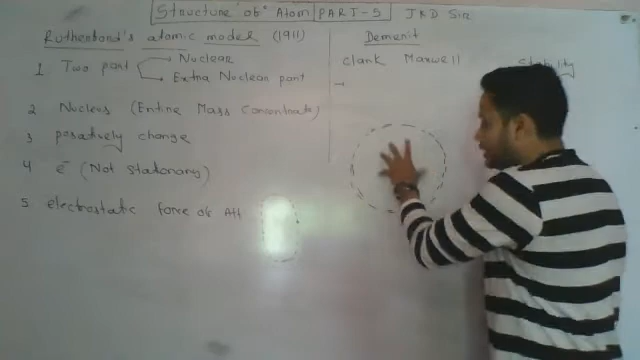 Structure of Atom PART-5 JKD Sir
Rutherford's atomic model (1911)
1 Two part
Nuclear
Extra Nuclear part
2 Nucleus (Entire Mass Concentrate)
3 positively charge
4 e⁻ (Not stationary)
5 electrostatic force of Att
Demerit
clark Maxwell
Stability